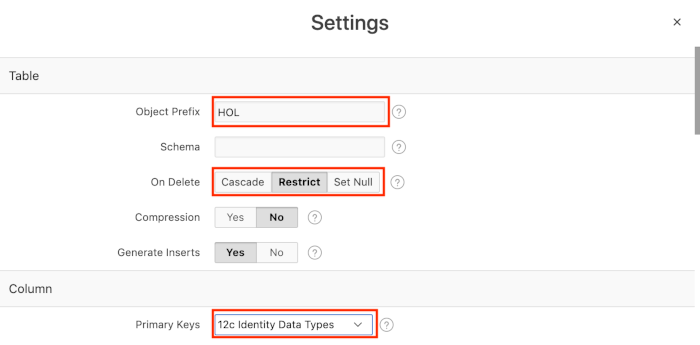 Settings ×
Table
Object Prefix HOL ?
Schema ?
On Delete Cascade Restrict Set Null ?
Compression Yes No ?
Generate Inserts Yes No ?
Column
Primary Keys 12c Identity Data Types ?